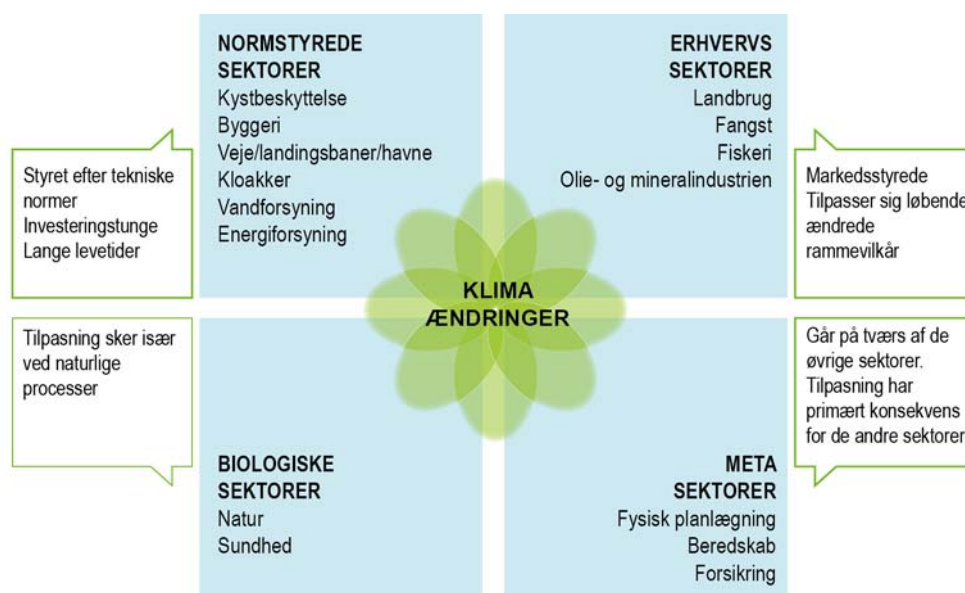 NORMSTYREDE
SEKTORER
Kystbeskyttelse
Byggeri
Veje/landingsbaner/havne
Kloakker
Vandforsyning
Energiforsyning
ERHVERVS
SEKTORER
Landbrug
Fangst
Fiskeri
Olie- og mineralindustrien
Styret efter tekniske
normer
Investeringstunge
Lange levetider
Markedsstyrede
Tilpasser sig løbende
ændrede
rammevilkår
KLIMA
ÆNDRINGER
Tilpasning sker især
ved naturlige
processer
Går på tværs af de
øvrige sektorer.
Tilpasning har
primært konsekvens
for de andre sektorer
BIOLOGISKE
SEKTORER
Natur
Sundhed
META
SEKTORER
Fysisk planlægning
Beredskab
Forsikring